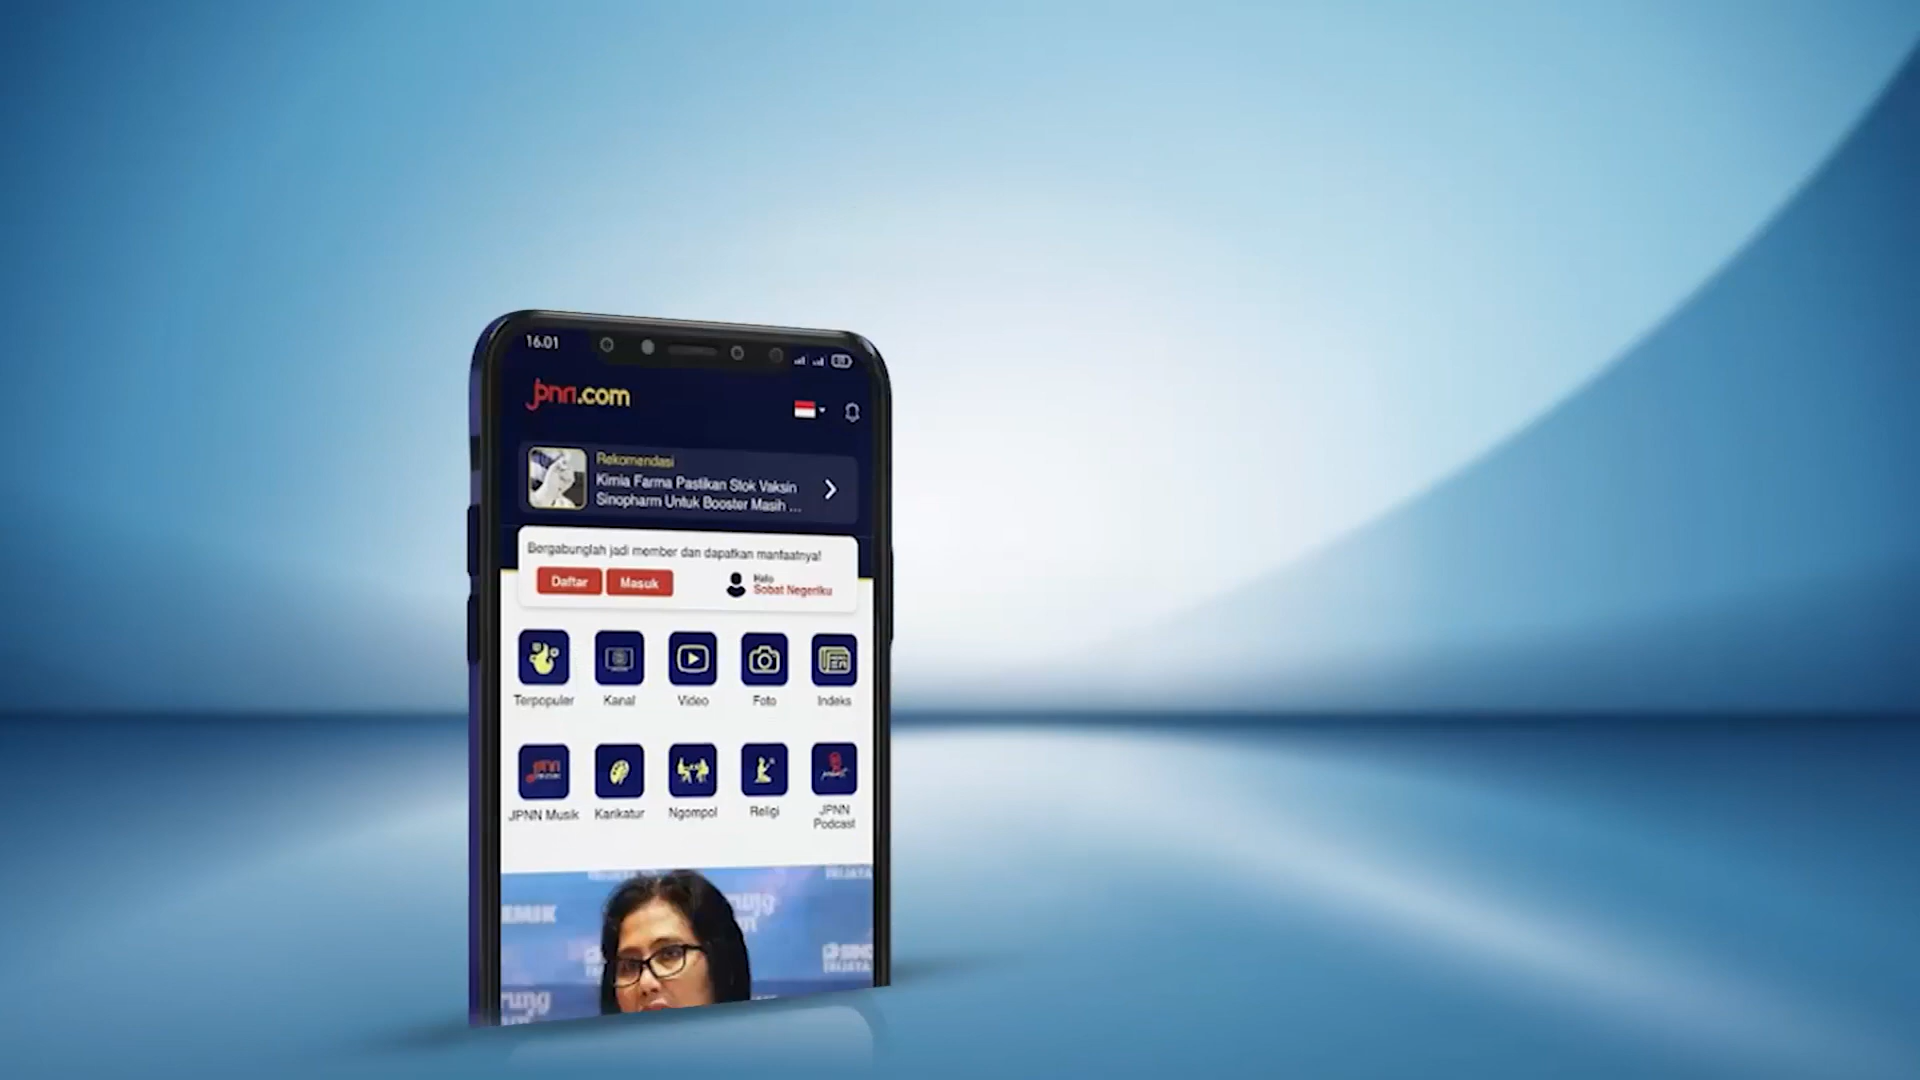 16.01
jpnn.com
Rekomendasi
Kimia Farma Pastikan Stok Vaksin
Sinopharm Untuk Booster Masih ...
Bergabunglah jadi member dan dapatkan manfaatnya!
Daftar
Masuk
Halo
Sobat Negeriku
Terpopuler
Kanal
Video
Foto
Indeks
JPNN Musik
Karikatur
Ngompol
Religi
JPNN
Podcast